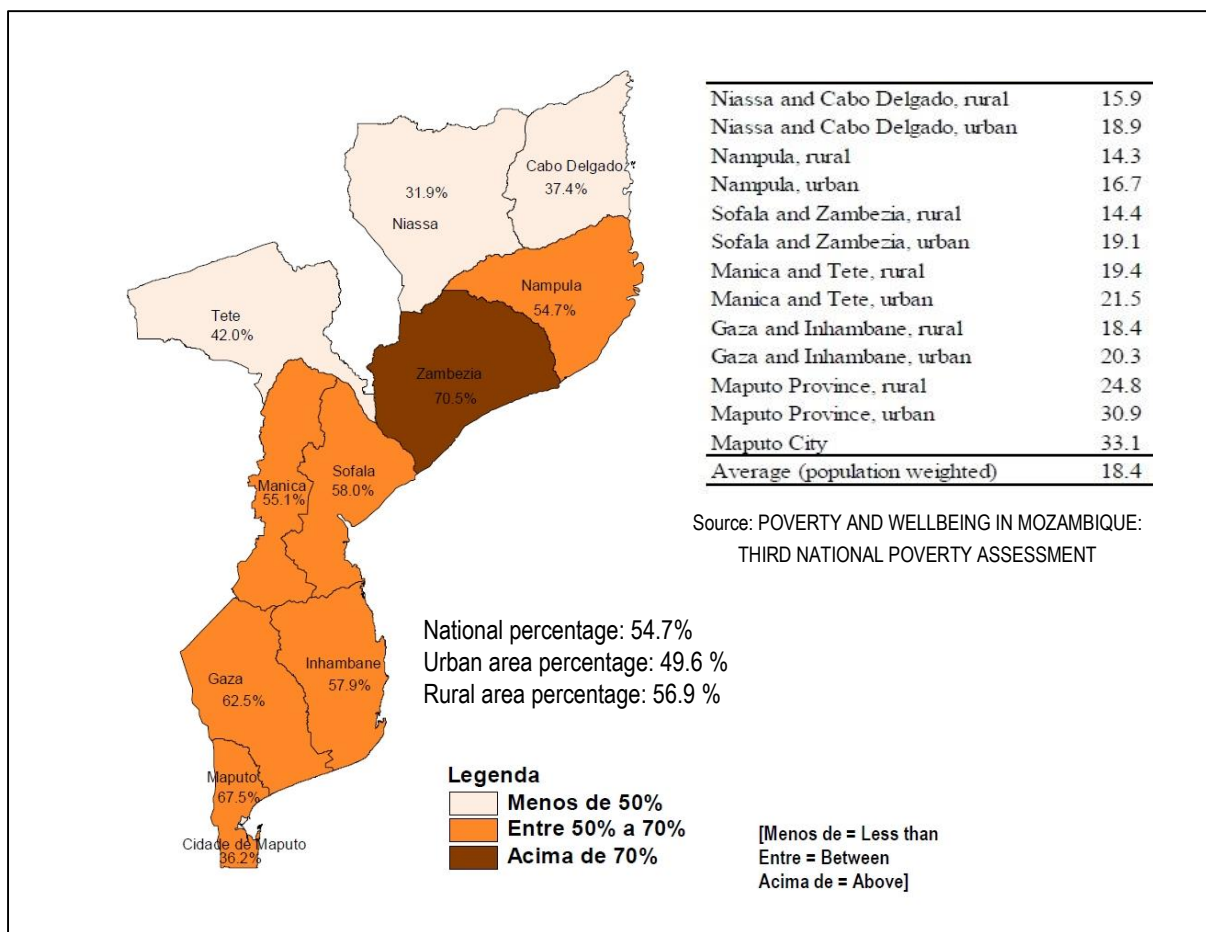 Cabo Delgado
37.4%
31.9%
Niassa
Nampula
54.7%
Tete
42.0%
Zambezia
70.5%
Sofala
58.0%
Manica
55.1%
Inhambane
57.9%
Gaza
62.5%
Maputo
67.5%
Cidade de Maputo
36.2%
Niassa and Cabo Delgado, rural 15.9
Niassa and Cabo Delgado, urban 18.9
Nampula, rural 14.3
Nampula, urban 16.7
Sofala and Zambezia, rural 14.4
Sofala and Zambezia, urban 19.1
Manica and Tete, rural 19.4
Manica and Tete, urban 21.5
Gaza and Inhambane, rural 18.4
Gaza and Inhambane, urban 20.3
Maputo Province, rural 24.8
Maputo Province, urban 30.9
Maputo City 33.1
Average (population weighted) 18.4
Source: POVERTY AND WELLBEING IN MOZAMBIQUE:
THIRD NATIONAL POVERTY ASSESSMENT
National percentage: 54.7%
Urban area percentage: 49.6 %
Rural area percentage: 56.9 %
Legenda
Menos de 50%
Entre 50% a 70%
Acima de 70%
[Menos de = Less than
Entre = Between
Acima de = Above]